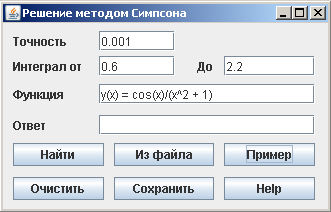 Решение методом Симпсона
Точность 0.001
Интеграл от 0.6 До 2.2
Функция y(x) = cos(x)/(x^2 + 1)
Ответ
Найти Из файла Пример
Очистить Сохранить Help